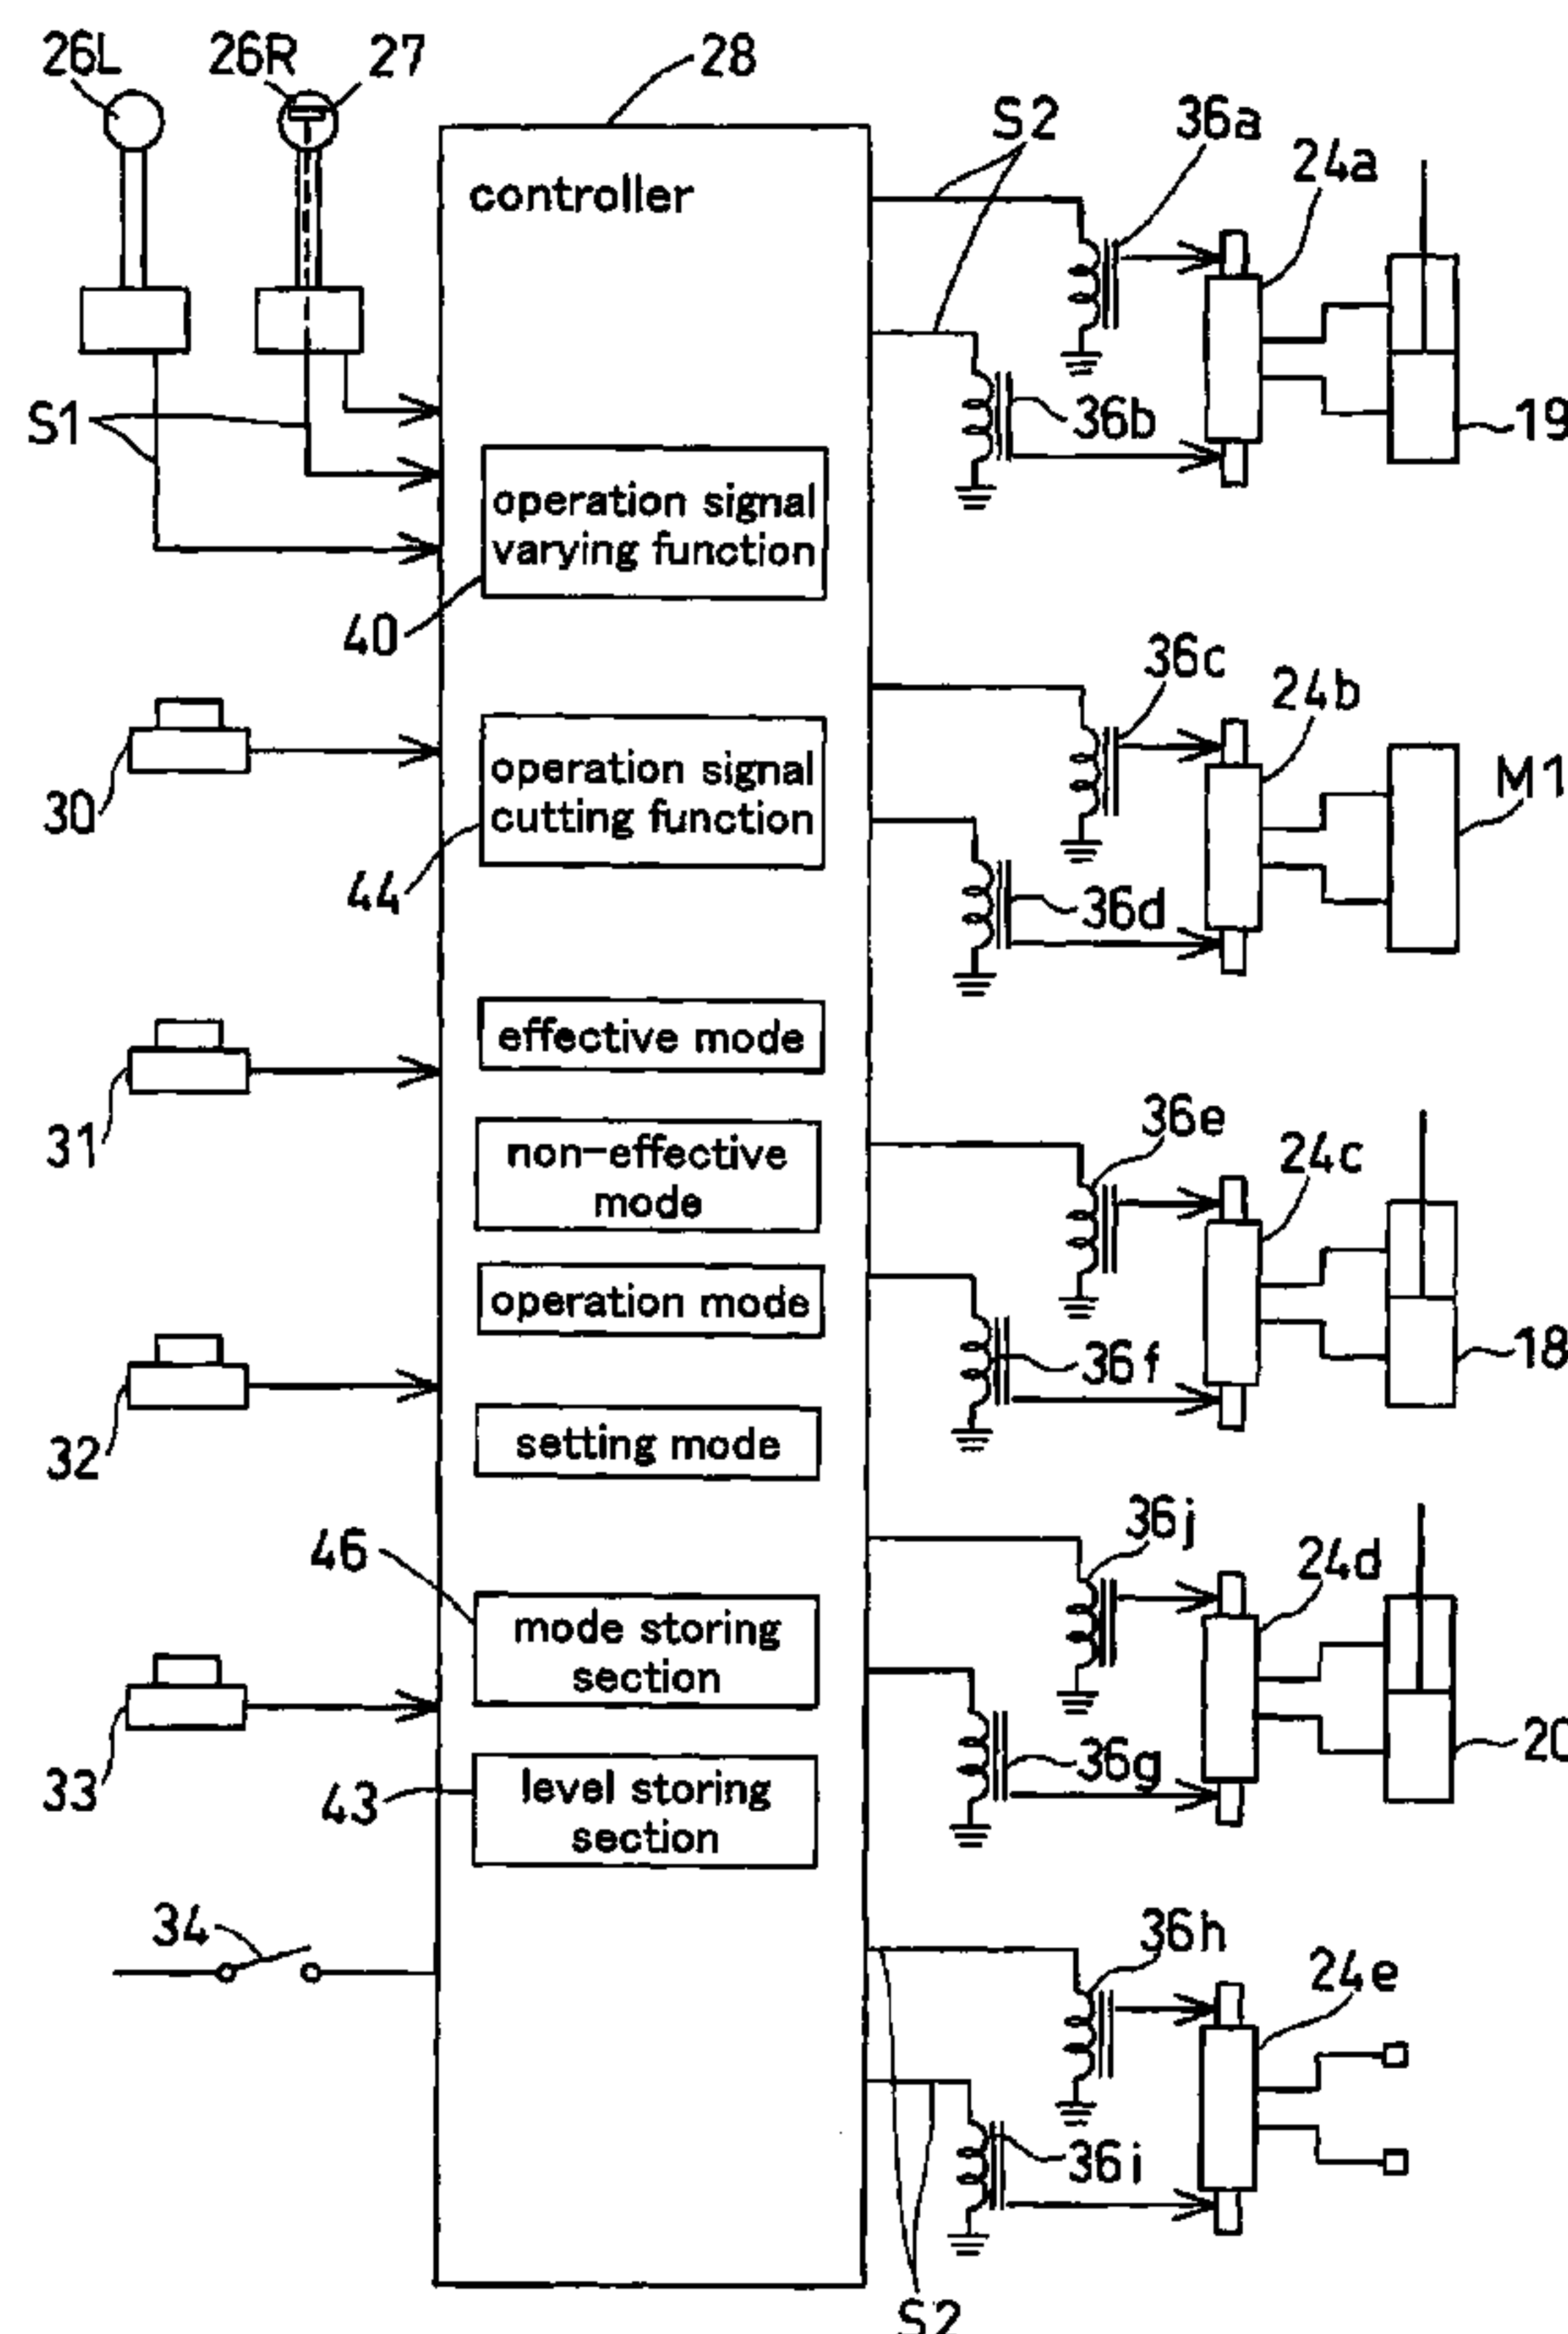 26L
26R
27
28
controller
S2
36a
24a
19
36b
S1
operation signal
varying function
40
36c
24b
M1
30
operation signal
cutting function
44
36d
effective mode
31
non-effective
mode
36e
24c
operation mode
36f
18
32
setting mode
46
mode storing
section
36j
24d
33
43
level storing
section
36g
20
34
36h
24e
36i
S2